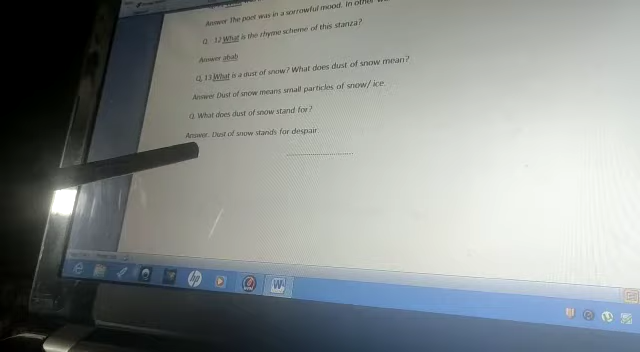 Answer The poet was in a sorrowful mood. In other
Q. 12 What is the rhyme scheme of this stanza?
Answer abab
Q. 13 What is a dust of snow? What does dust of snow mean?
Answer Dust of snow means small particles of snow/ ice.
Q. What does dust of snow stand for?
Answer. Dust of snow stands for despair